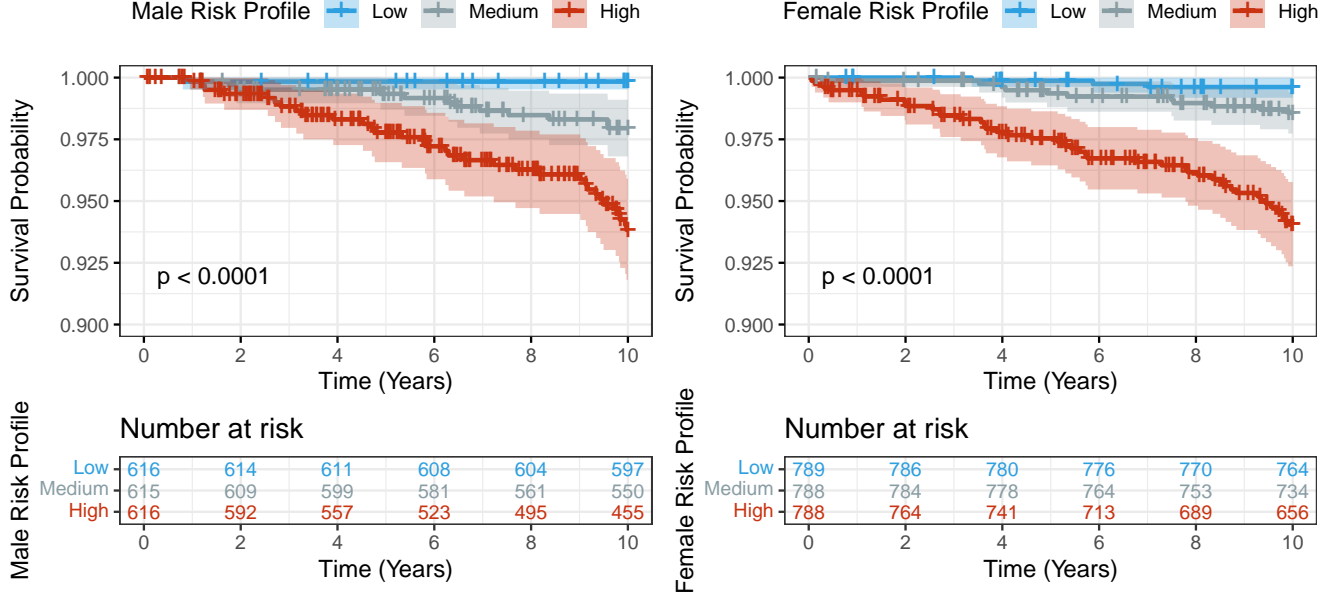 Male Risk Profile Low Medium High
Survival Probability
1.000
0.975
0.950
0.925
0.900
p < 0.0001
0 2 4 6 8 10
Time (Years)
Number at risk
Male Risk Profile
Low 616 614 611 608 604 597
Medium 615 609 599 581 561 550
High 616 592 557 523 495 455
0 2 4 6 8 10
Time (Years)
Female Risk Profile Low Medium High
Survival Probability
1.000
0.975
0.950
0.925
0.900
p < 0.0001
0 2 4 6 8 10
Time (Years)
Number at risk
Female Risk Profile
Low 789 786 780 776 770 764
Medium 788 784 778 764 753 734
High 788 764 741 713 689 656
0 2 4 6 8 10
Time (Years)